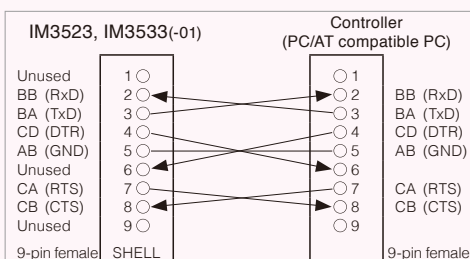 IM3523, IM3533(-01)
Controller
(PC/AT compatible PC)
Unused 1 1
BB (RxD) 2 2 BB (RxD)
BA (TxD) 3 3 BA (TxD)
CD (DTR) 4 4 CD (DTR)
AB (GND) 5 5 AB (GND)
Unused 6 6
CA (RTS) 7 7 CA (RTS)
CB (CTS) 8 8 CB (CTS)
Unused 9 9
9-pin female SHELL 9-pin female